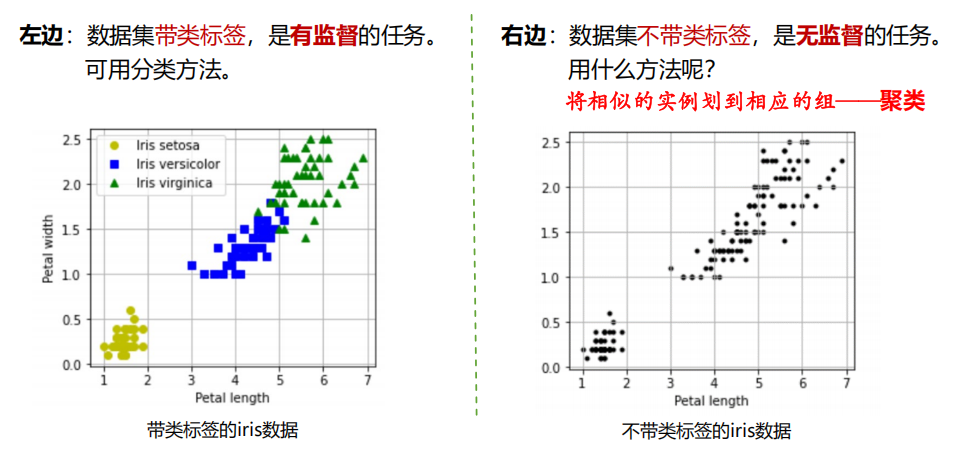 左边：数据集带类标签，是有监督的任务。
可用分类方法。
2.5
2.0
1.5
1.0
0.5
0.0
Petal width
Iris setosa
Iris versicolor
Iris virginica
1 2 3 4 5 6 7
Petal length
带类标签的iris数据
右边：数据集不带类标签，是无监督的任务。
用什么方法呢？
将相似的实例划到相应的组——聚类
2.5
2.0
1.5
1.0
0.5
0.0
1 2 3 4 5 6 7
Petal length
不带类标签的iris数据